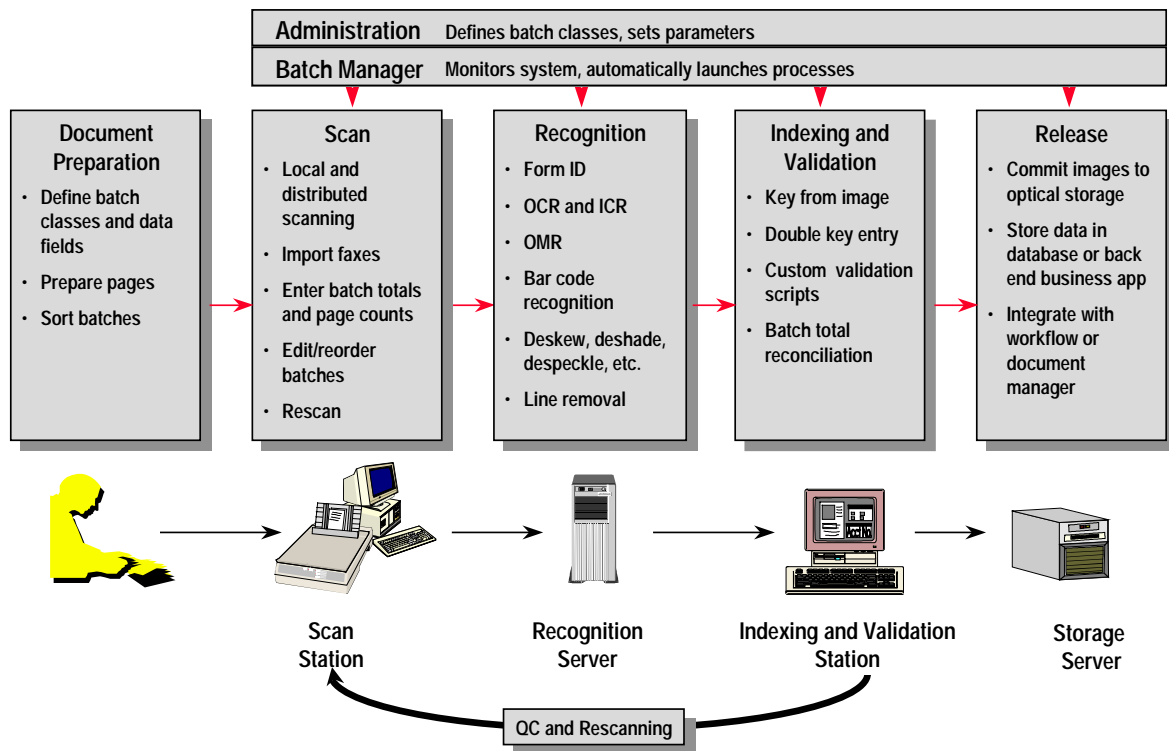 Administration Defines batch classes, sets parameters
Batch Manager Monitors system, automatically launches processes
Document
Preparation
• Define batch
classes and data
fields
• Prepare pages
• Sort batches
Scan
• Local and
distributed
scanning
• Import faxes
• Enter batch totals
and page counts
• Edit/reorder
batches
• Rescan
Recognition
• Form ID
• OCR and ICR
• OMR
• Bar code
recognition
• Deskew, deshade,
despeckle, etc.
• Line removal
Indexing and
Validation
• Key from image
• Double key entry
• Custom validation
scripts
• Batch total
reconciliation
Release
• Commit images to
optical storage
• Store data in
database or back
end business app
• Integrate with
workflow or
document
manager
Scan
Station
Recognition
Server
Indexing and Validation
Station
Storage
Server
QC and Rescanning